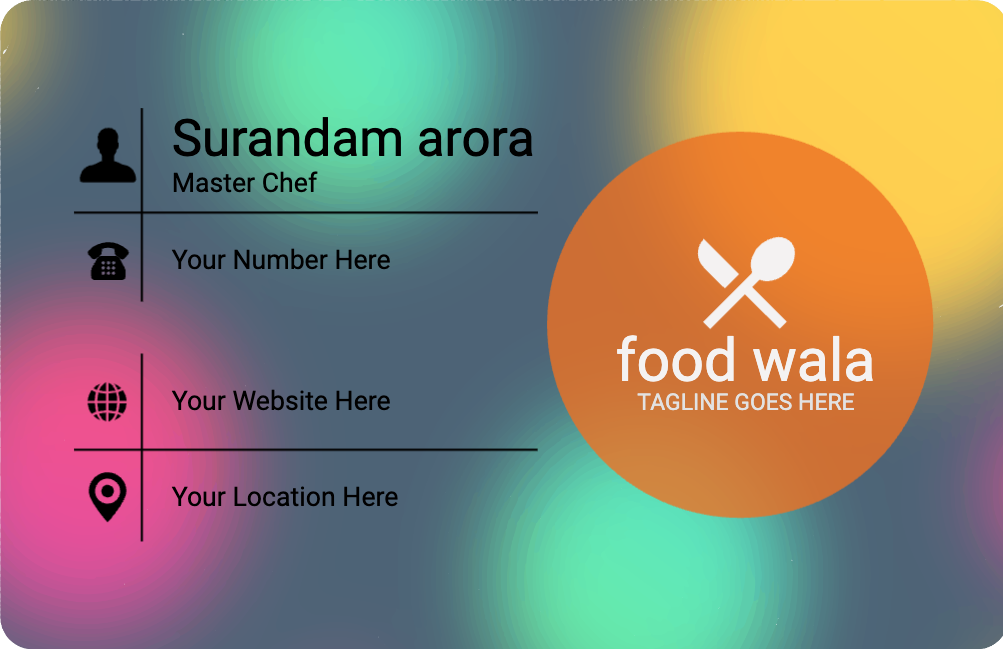 Surandam arora
Master Chef
Your Number Here
Your Website Here
Your Location Here
food wala
TAGLINE GOES HERE